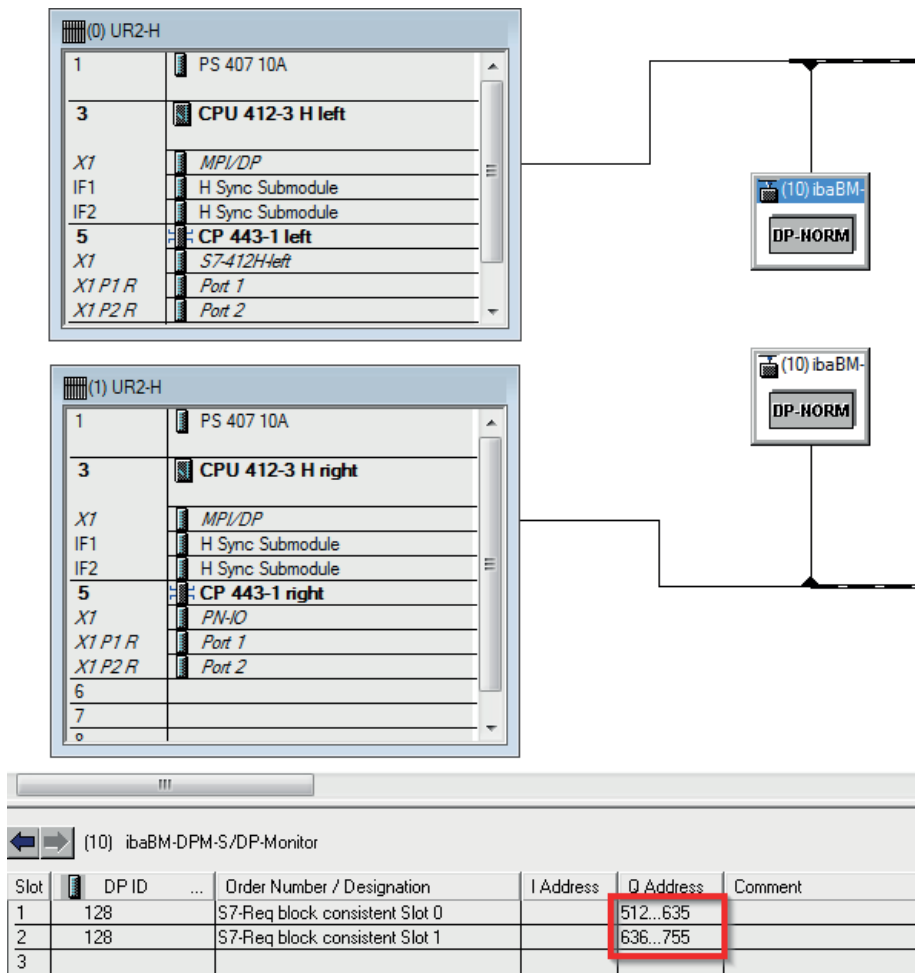 (0) UR2-H
1 PS 407 10A
3 CPU 412-3 H left
X1 MPI/DP
IF1 H Sync Submodule
IF2 H Sync Submodule
5 CP 443-1 left
X1 S7-412H-left
X1 P1 R Port 1
X1 P2 R Port 2
(10) ibaBM-
DP-NORM
(1) UR2-H
1 PS 407 10A
3 CPU 412-3 H right
X1 MPI/DP
IF1 H Sync Submodule
IF2 H Sync Submodule
5 CP 443-1 right
X1 PN-IO
X1 P1 R Port 1
X1 P2 R Port 2
6
7
(10) ibaBM-
DP-NORM
(10) ibaBM-DPM-S/DP-Monitor
Slot DP ID ... Order Number / Designation I Address Q Address Comment
1 128 S7-Req block consistent Slot 0 512...635
2 128 S7-Req block consistent Slot 1 636...755
3